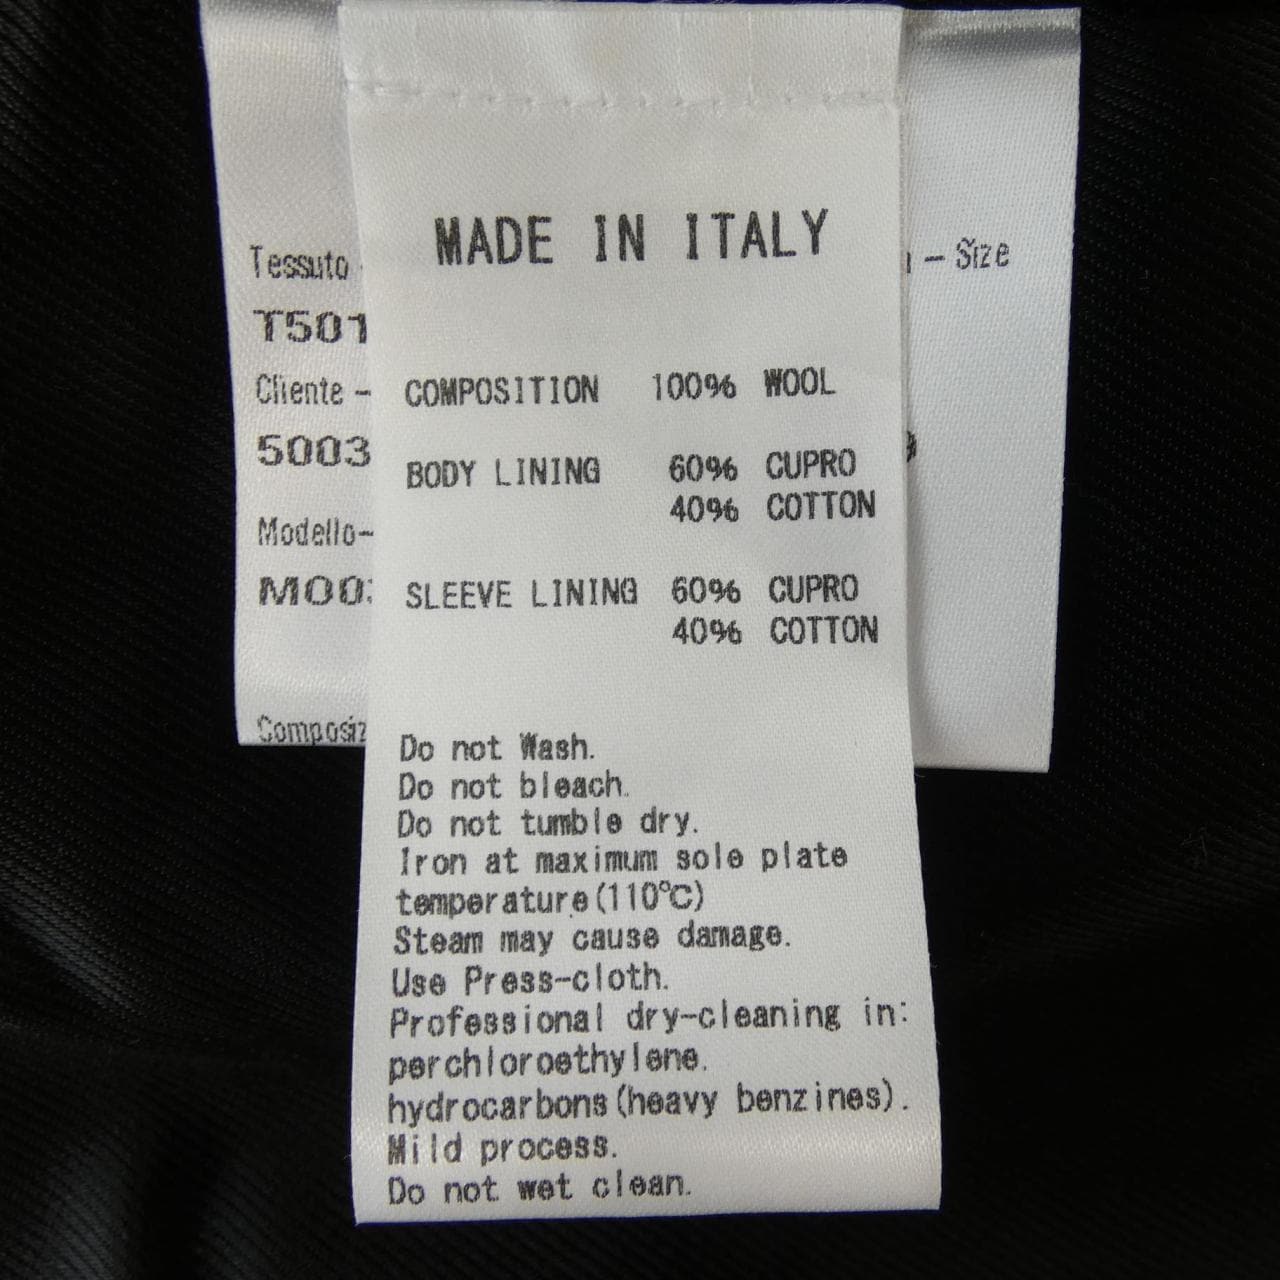 MADE IN ITALY
COMPOSITION 100% WOOL
BODY LINING 60% CUPRO
40% COTTON
SLEEVE LINING 60% CUPRO
40% COTTON
Do not Wash.
Do not bleach.
Do not tumble dry.
Iron at maximum sole plate
temperature(110℃)
Steam may cause damage.
Use Press-cloth.
Professional dry-cleaning in:
perchloroethylene.
hydrocarbons(heavy benzines).
Mild process.
Do not wet clean.
Tessuto
– Size
T501
Cliente –
5003
Modello-
M00
Composiz